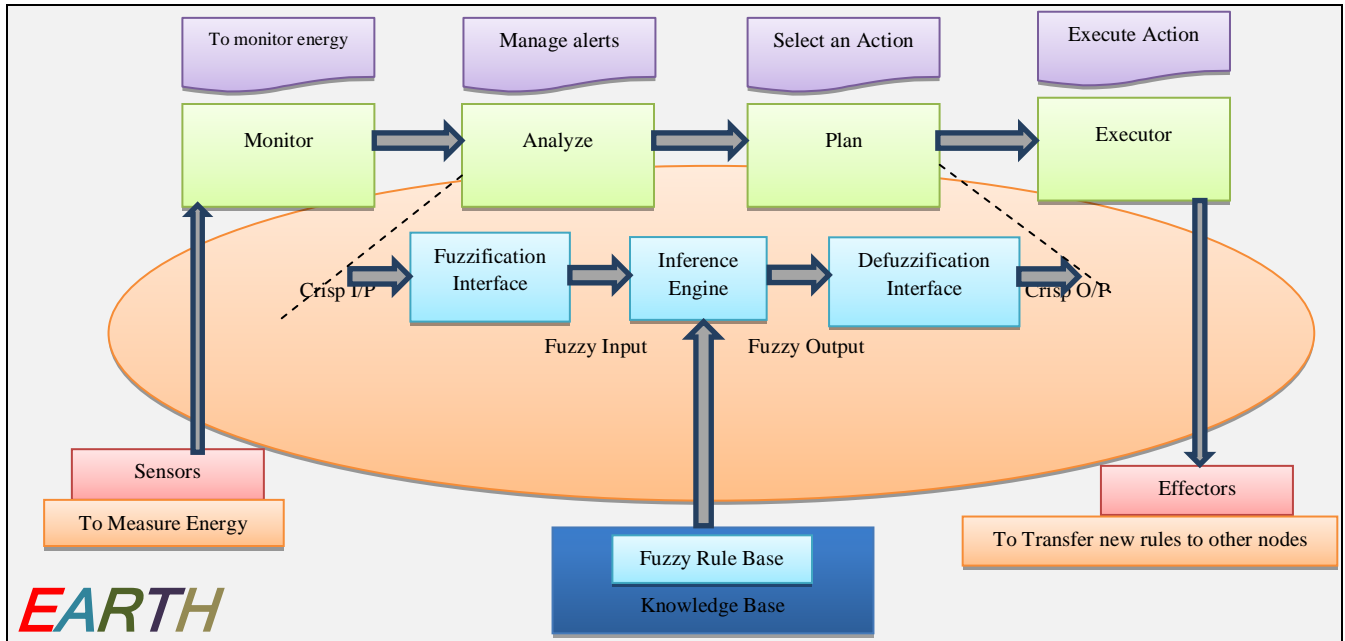 To monitor energy
Manage alerts
Select an Action
Execute Action
Monitor
Analyze
Plan
Executor
Crisp I/P
Fuzzification
Interface
Inference
Engine
Defuzzification
Interface
Crisp O/P
Fuzzy Input
Fuzzy Output
Sensors
To Measure Energy
Effectors
To Transfer new rules to other nodes
Fuzzy Rule Base
Knowledge Base
EARTH